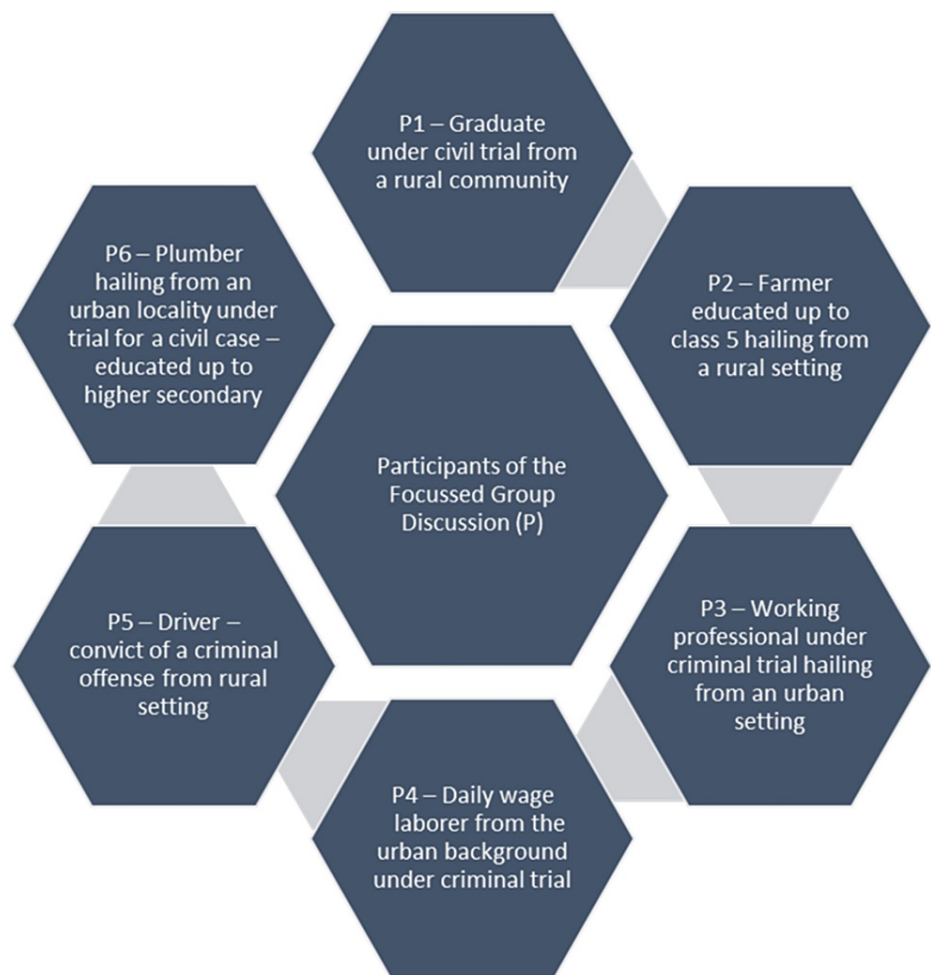 P1 – Graduate
under civil trial from
a rural community
P2 – Farmer
educated up to
class 5 hailing from
a rural setting
P3 – Working
professional under
criminal trial hailing
from an urban
setting
P4 – Daily wage
laborer from the
urban background
under criminal trial
P5 – Driver –
convict of a criminal
offense from rural
setting
P6 – Plumber
hailing from an
urban locality under
trial for a civil case –
educated up to
higher secondary
Participants of the
Focussed Group
Discussion (P)